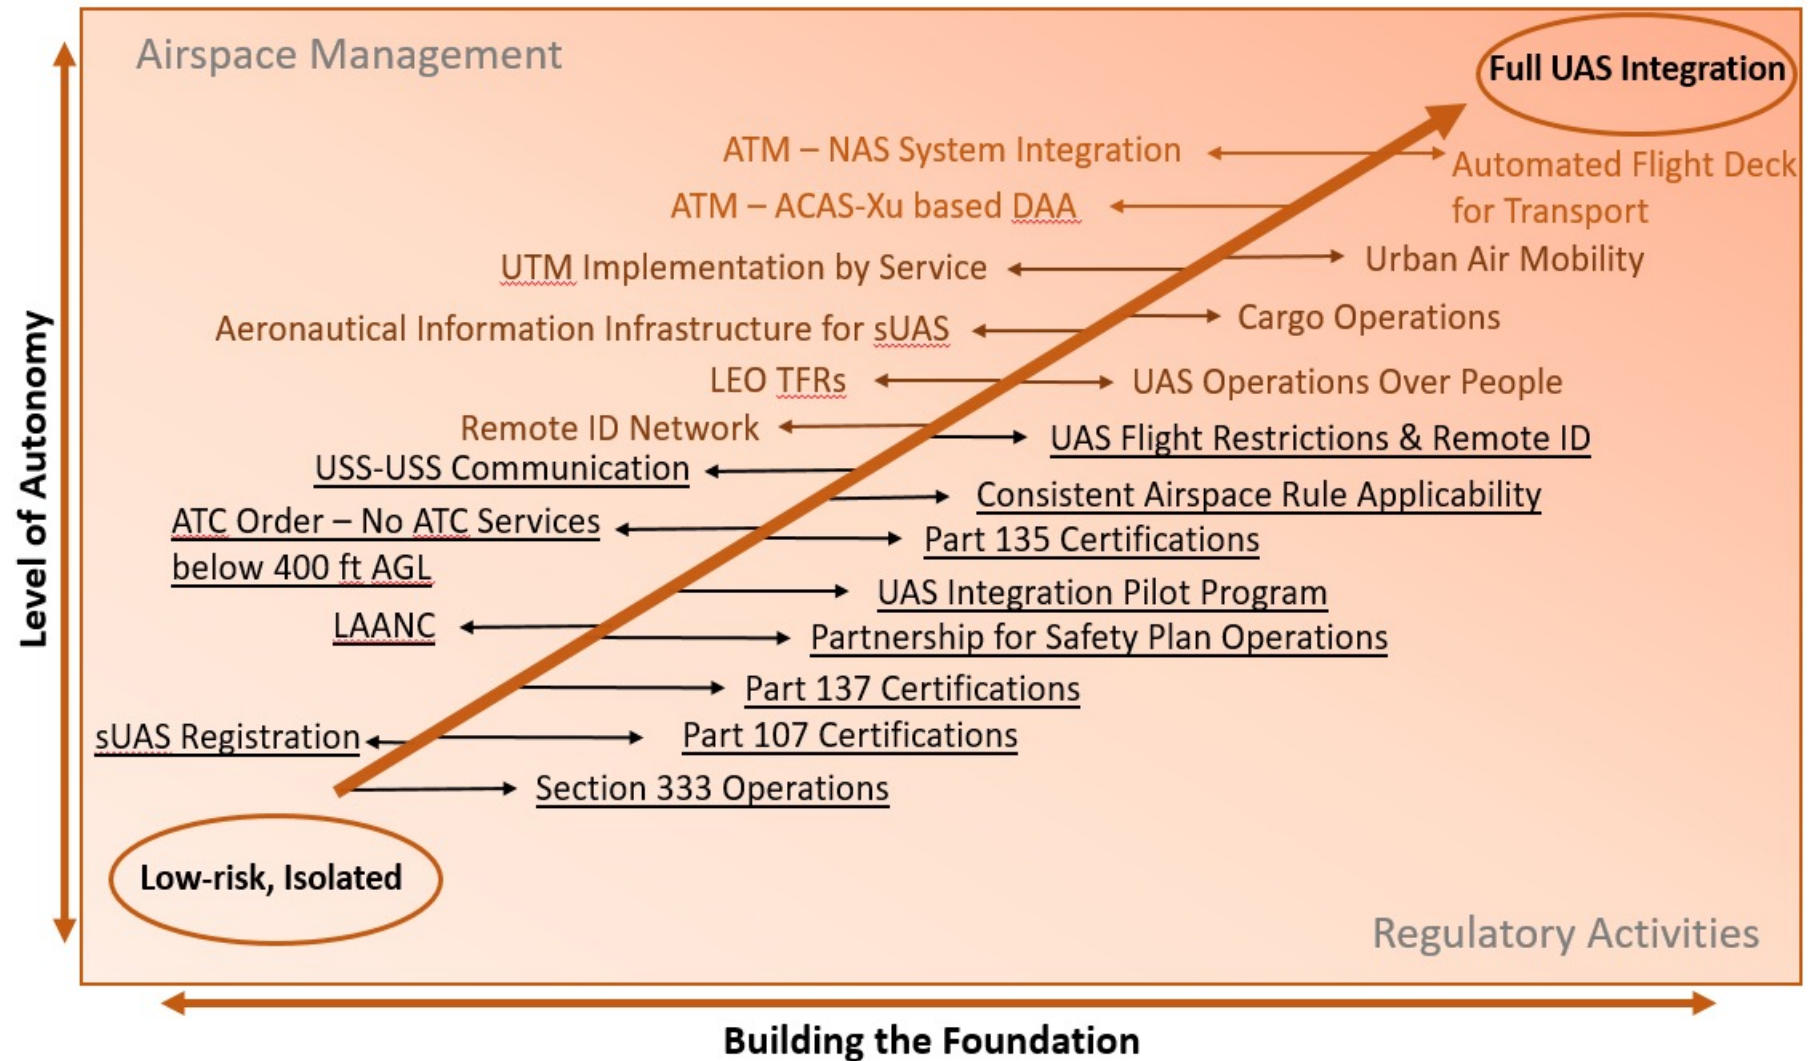 Airspace Management
Full UAS Integration
ATM – NAS System Integration
Automated Flight Deck
for Transport
ATM – ACAS-Xu based DAA
Urban Air Mobility
UTM Implementation by Service
Cargo Operations
Aeronautical Information Infrastructure for sUAS
LEO TFRs
UAS Operations Over People
Remote ID Network
UAS Flight Restrictions & Remote ID
USS-USS Communication
Consistent Airspace Rule Applicability
ATC Order – No ATC Services
below 400 ft AGL
Part 135 Certifications
UAS Integration Pilot Program
LAANC
Partnership for Safety Plan Operations
Part 137 Certifications
sUAS Registration
Part 107 Certifications
Section 333 Operations
Low-risk, Isolated
Regulatory Activities
Level of Autonomy
Building the Foundation